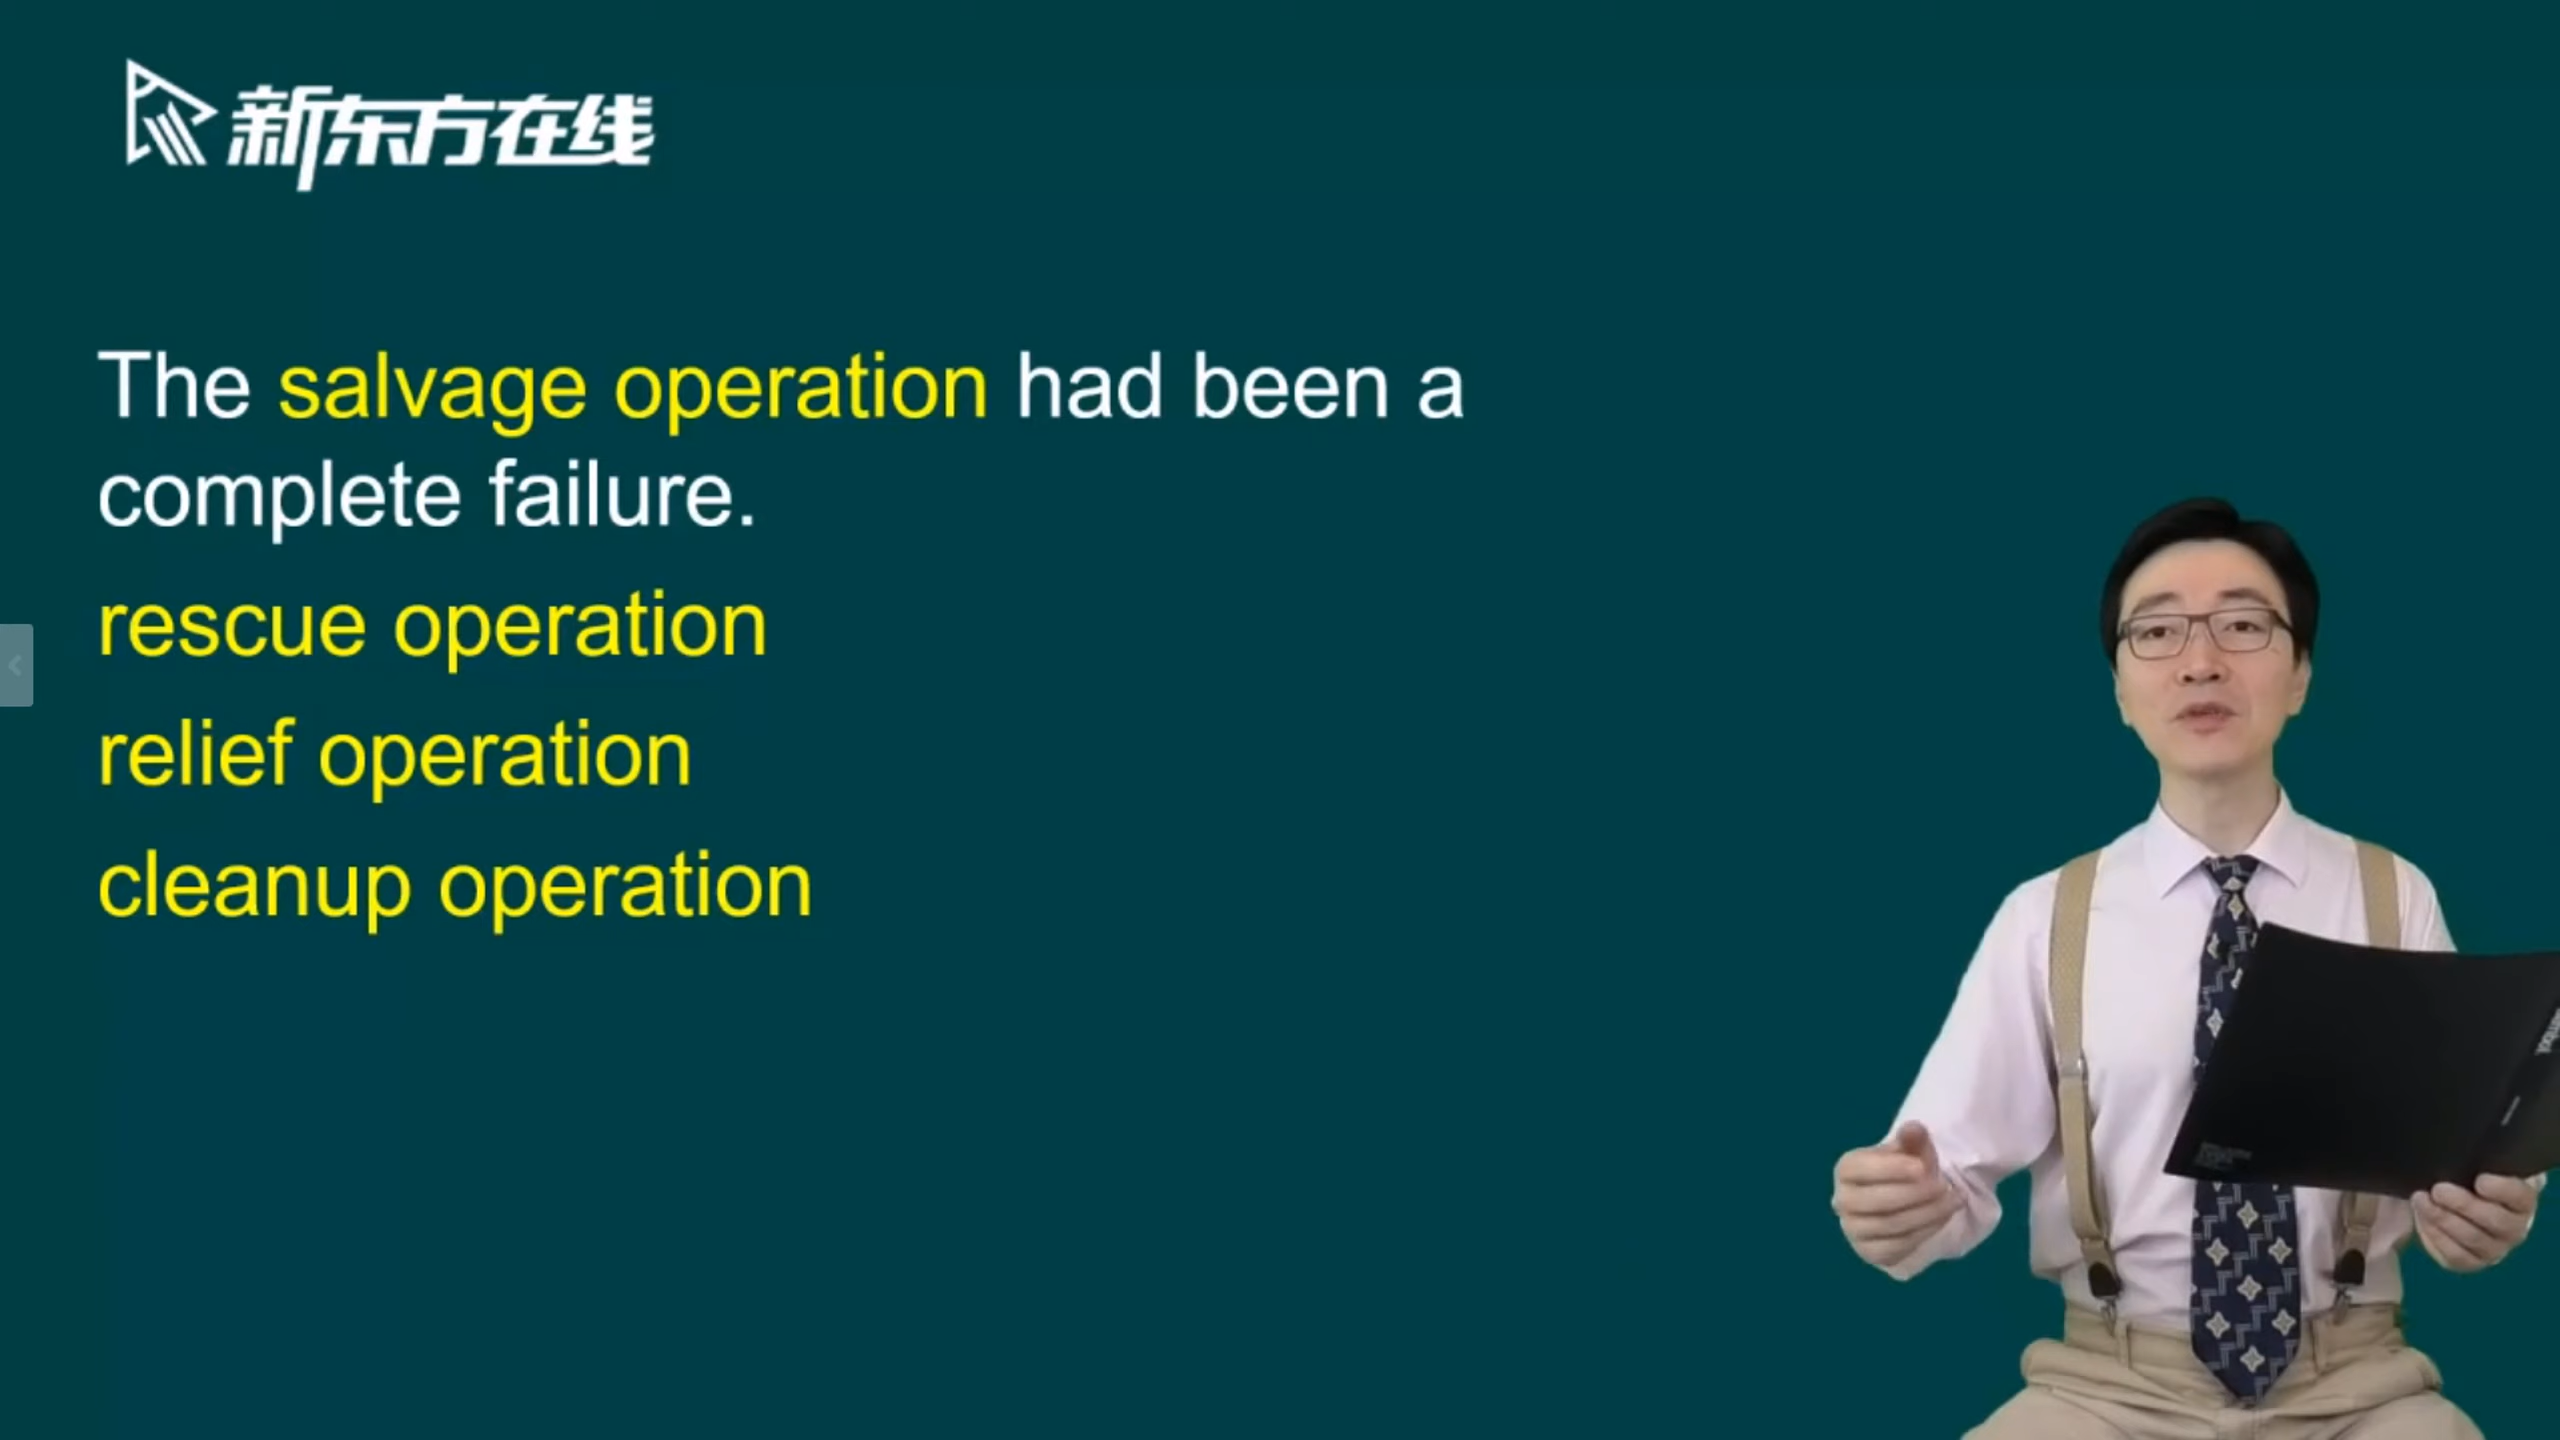 新东方在线
The salvage operation had been a
complete failure.
rescue operation
relief operation
cleanup operation